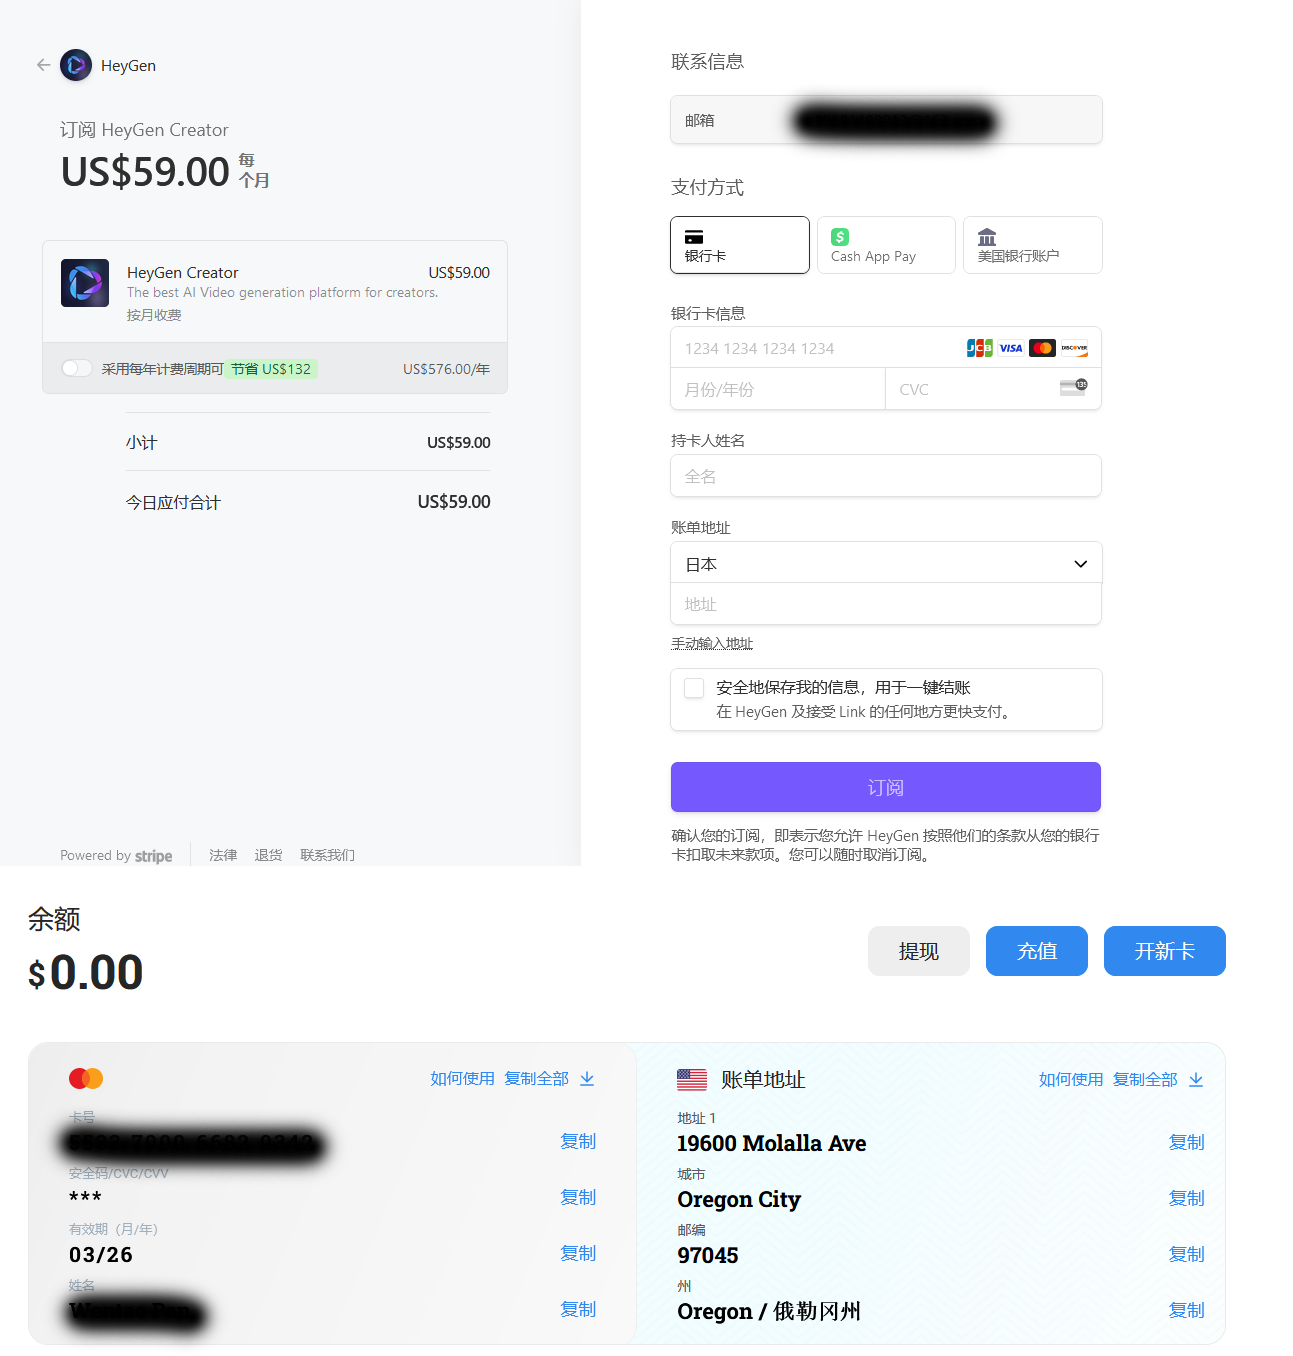 HeyGen
订阅 HeyGen Creator
US$59.00 每
个月
HeyGen Creator US$59.00
The best AI Video generation platform for creators.
按月收费
采用每年计费周期可 节省 US$132 US$576.00/年
小计 US$59.00
今日应付合计 US$59.00
Powered by stripe 法律 退货 联系我们
联系信息
邮箱
支付方式
银行卡
Cash App Pay
美国银行账户
银行卡信息
1234 1234 1234 1234 JCB VISA DISCOVER
月份/年份 CVC 135
持卡人姓名
全名
账单地址
日本
地址
手动输入地址
安全地保存我的信息，用于一键结账
在 HeyGen 及接受 Link 的任何地方更快支付。
订阅
确认您的订阅，即表示您允许 HeyGen 按照他们的条款从您的银行
卡扣取未来款项。您可以随时取消订阅。
余额
$0.00
提现 充值 开新卡
如何使用 复制全部
卡号
复制
安全码/CVC/CVV
*** 复制
有效期（月/年）
03/26 复制
姓名
复制
账单地址 如何使用 复制全部
地址 1
19600 Molalla Ave 复制
城市
Oregon City 复制
邮编
97045 复制
州
Oregon / 俄勒冈州 复制